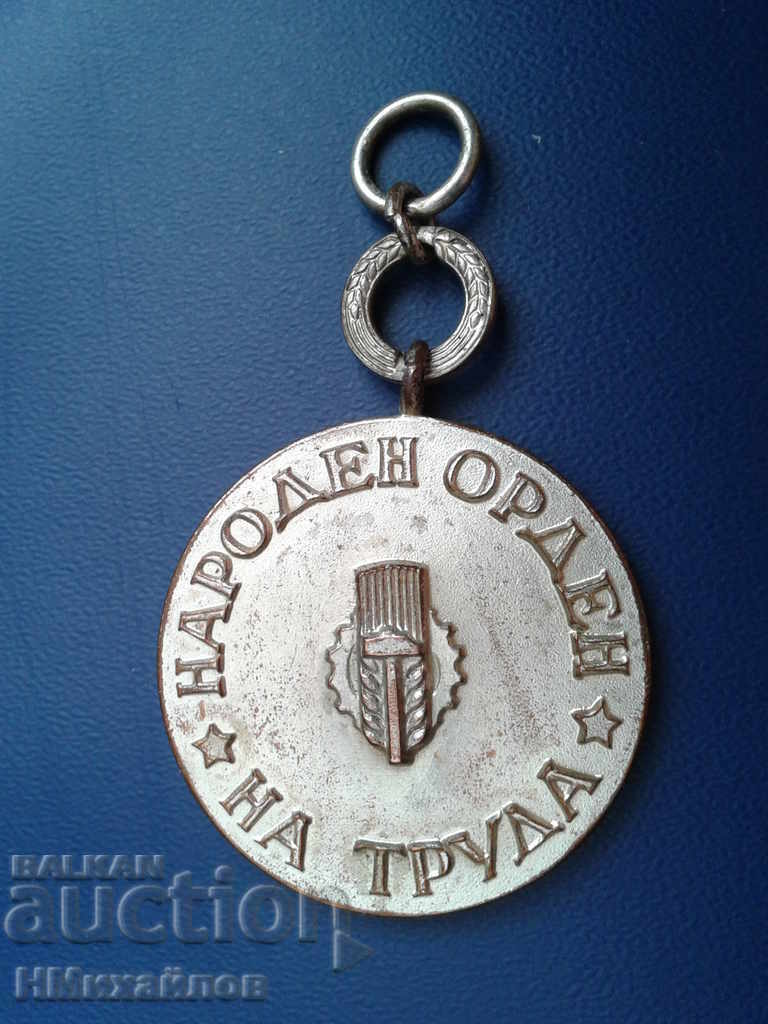 НАРОДЕН ОРДЕН
★ НА ТРУДА ★
BALKAN
auction
НМихайлов